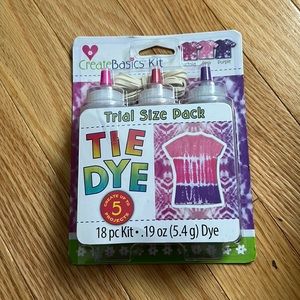 CreateBasics Kit
Purple
Trial Size Pack
TIE
DYE
CREATE UP TO
5
PROJECTS
18 pc Kit • .19 oz (5.4 g) Dye